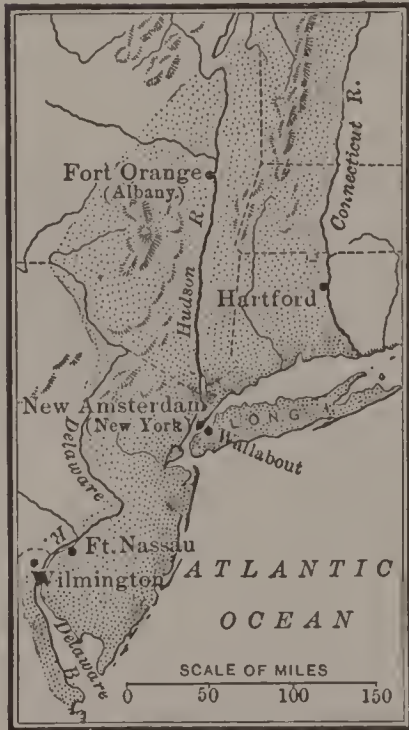 Connecticut R.
Fort Orange
(Albany.)
Hudson R
Hartford
New Amsterdam
(New York)
LONG I.
Wallabout
Delaware R.
Ft. Nassau
Wilmington
Delaware B.
ATLANTIC
OCEAN
SCALE OF MILES
0 50 100 150